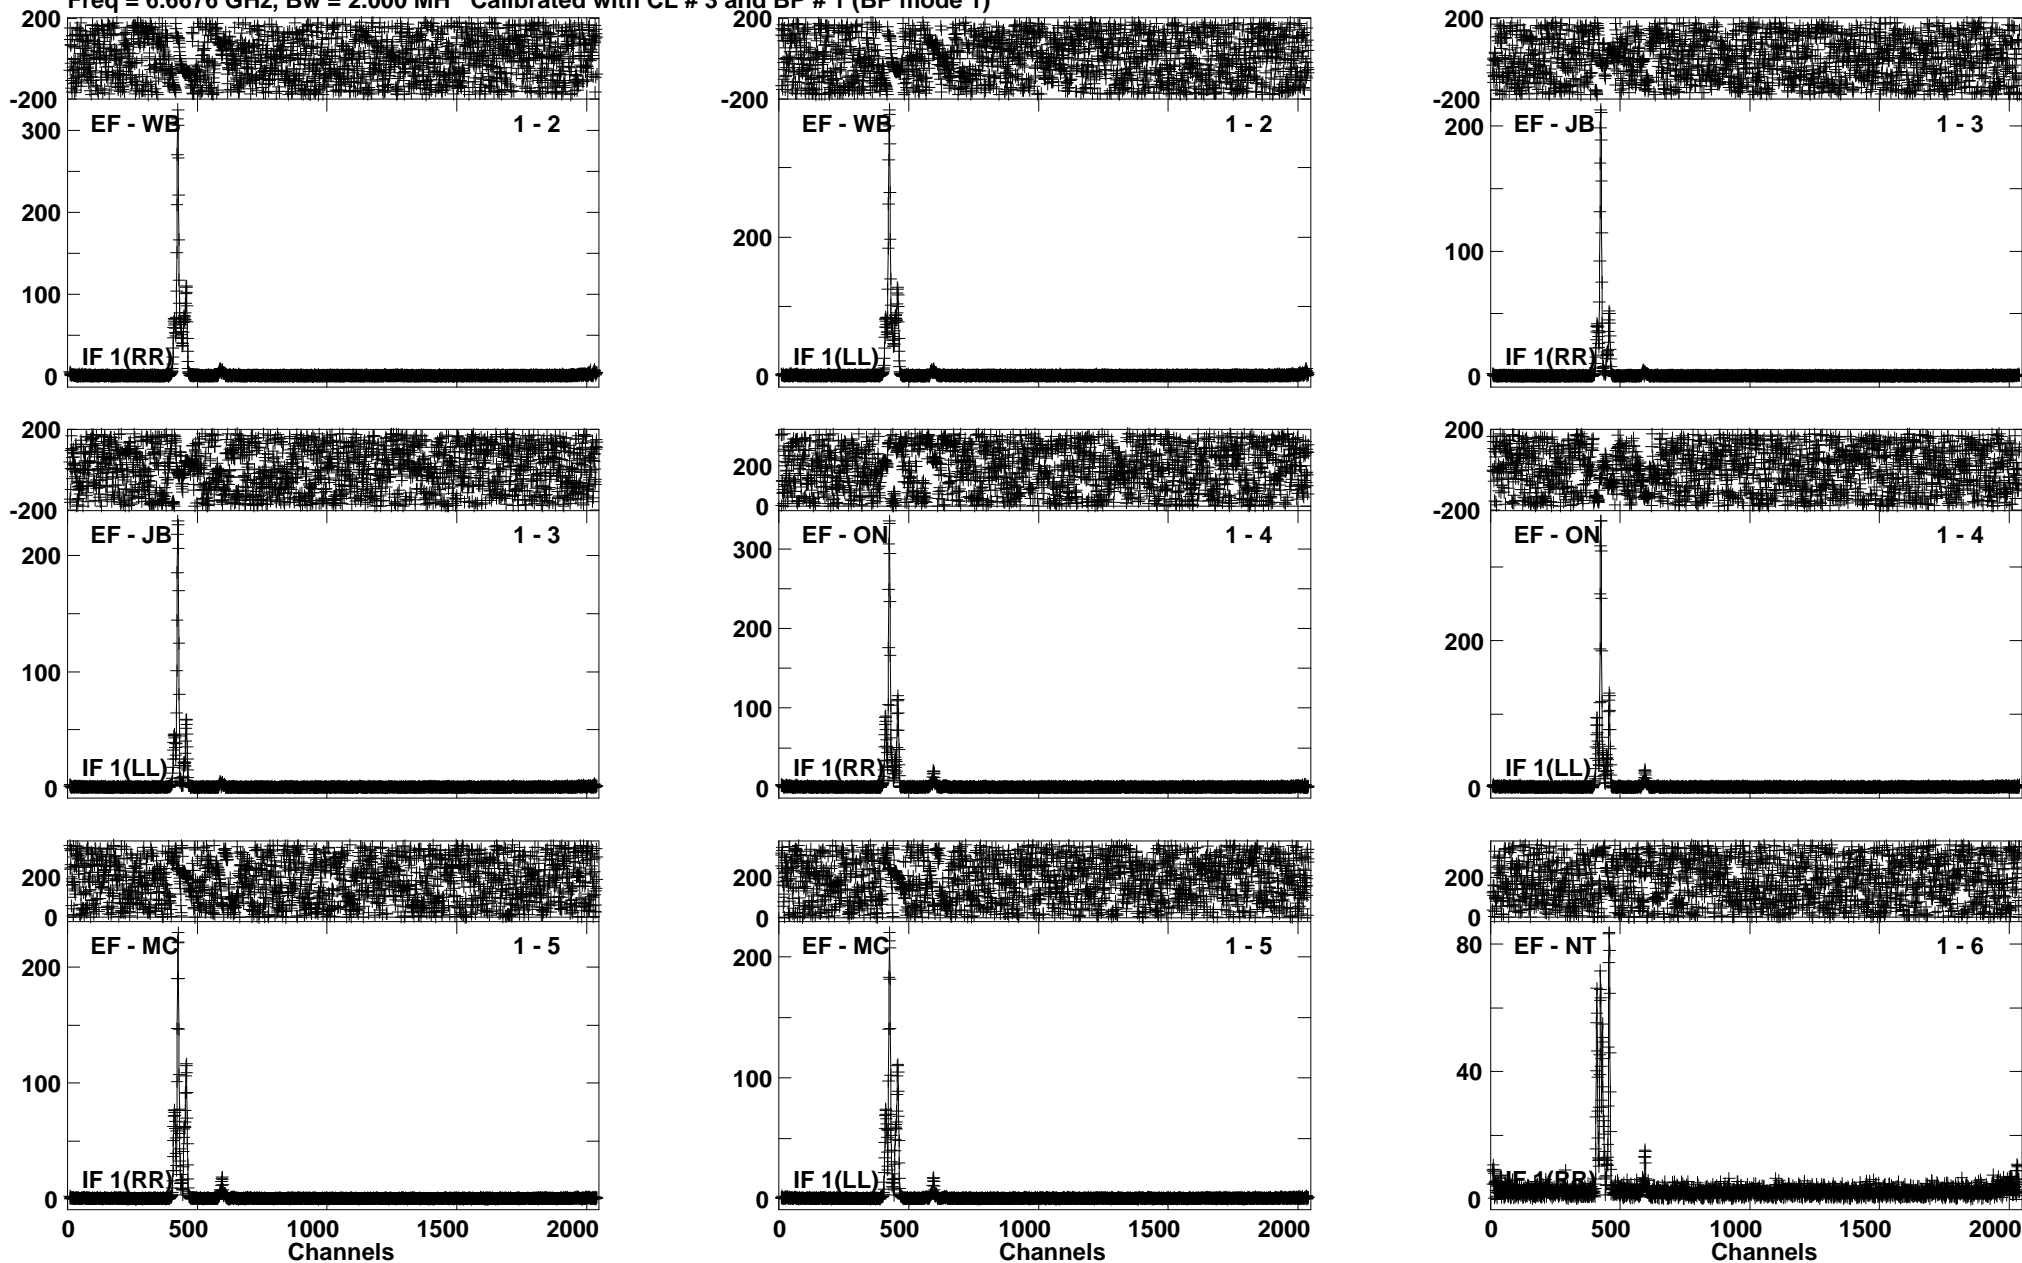 Freq = 6.6676 GHz, Bw = 2.000 MH Calibrated with CL # 3 and BP # 1 (BP mode 1)
200 200 200
-200 -200 -200
EF - WB 1 - 2 EF - WB 1 - 2 EF - JB 1 - 3
300 200
200 200 100
100
IF 1(RR) IF 1(LL) IF 1(RR)
0 0 0
200 200 200
-200 0 -200
EF - JB 1 - 3 EF - ON 1 - 4 EF - ON 1 - 4
200 300
200 200
100 100
IF 1(LL) IF 1(RR) IF 1(LL)
0 0 0
200 200 200
0 0 0
EF - MC 1 - 5 EF - MC 1 - 5 EF - NT 1 - 6
200 200 80
100 100 40
IF 1(RR) IF 1(LL) IF 1(RR)
0 0 0
0 500 1000 1500 2000 0 500 1000 1500 2000 0 500 1000 1500 2000
Channels Channels Channels